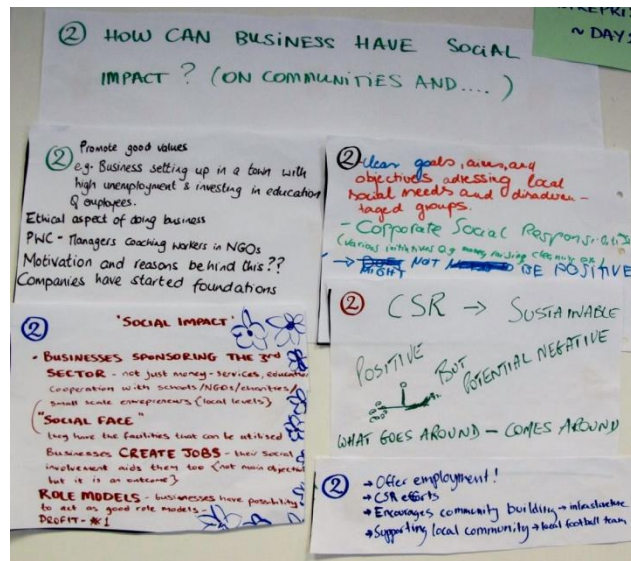 ② HOW CAN BUSINESS HAVE SOCIAL
IMPACT? (ON COMMUNITIES AND....)
~ DAYS
② Promote good values
e.g. Business setting up in a town with
high unemployment & investing in education
& employees.
Ethical aspect of doing business
PWC - Managers coaching workers in NGOs
Motivation and reasons behind this??
Companies have started foundations
② - Clear goals, aims, and
objectives adressing local
social needs and disadvan-
taged groups.
- Corporate Social
(various initiatives e.g. money raising
→ MIGHT NOT BE POSITIVE
② 'SOCIAL IMPACT'
• BUSINESSES SPONSORING THE 3rd
SECTOR - not just money - services, education
cooperation with schools/NGOs/charities/
small scale entrepreneurs (local levels)
"SOCIAL FACE"
they have the facilities that can be utilised
Businesses CREATE JOBS - their social
involvement aids them too (not main objective
but it is an outcome)
ROLE MODELS - businesses have possibility
to act as good role models -
PROFIT - #1
② CSR → SUSTAINABLE
POSITIVE BUT POTENTIAL NEGATIVE
WHAT GOES AROUND - COMES AROUND
② → Offer employment!
→ CSR efforts
→ Encourages community building → infrastructure
→ Supporting local community → local football team